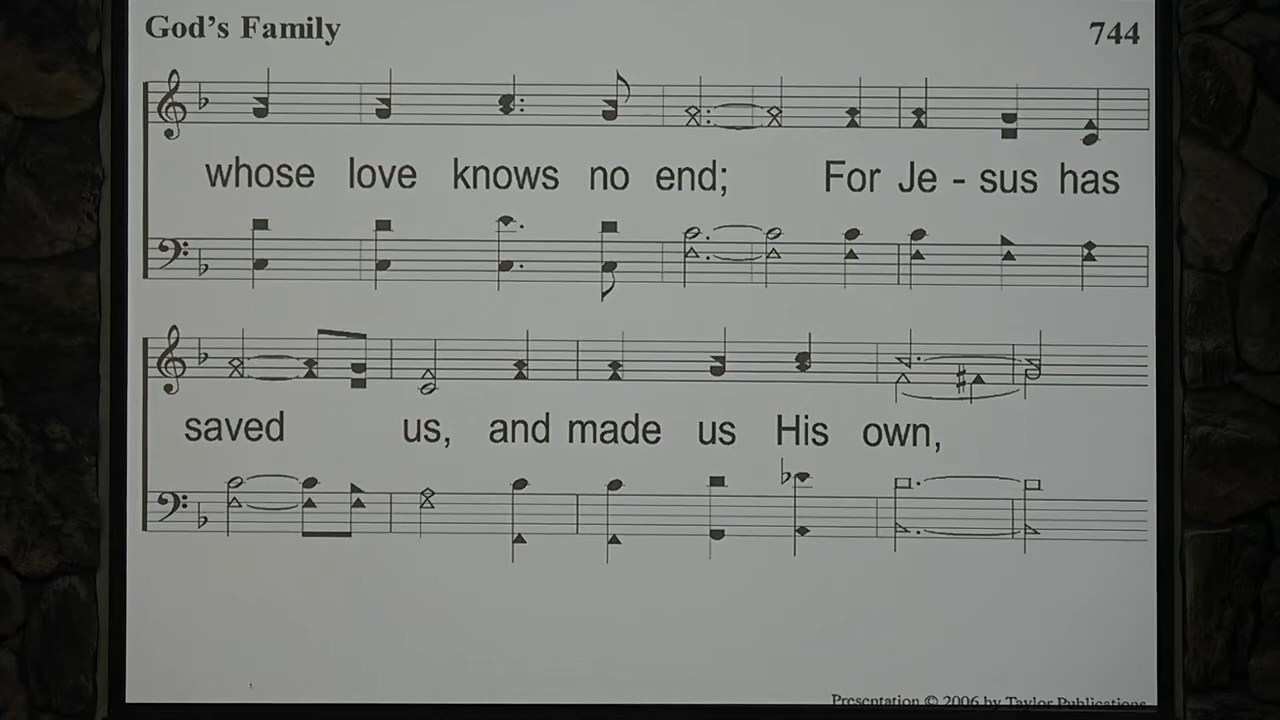 God's Family 744
whose love knows no end; For Je - sus has
saved us, and made us His own,
Presentation © 2006 by Taylor Publications